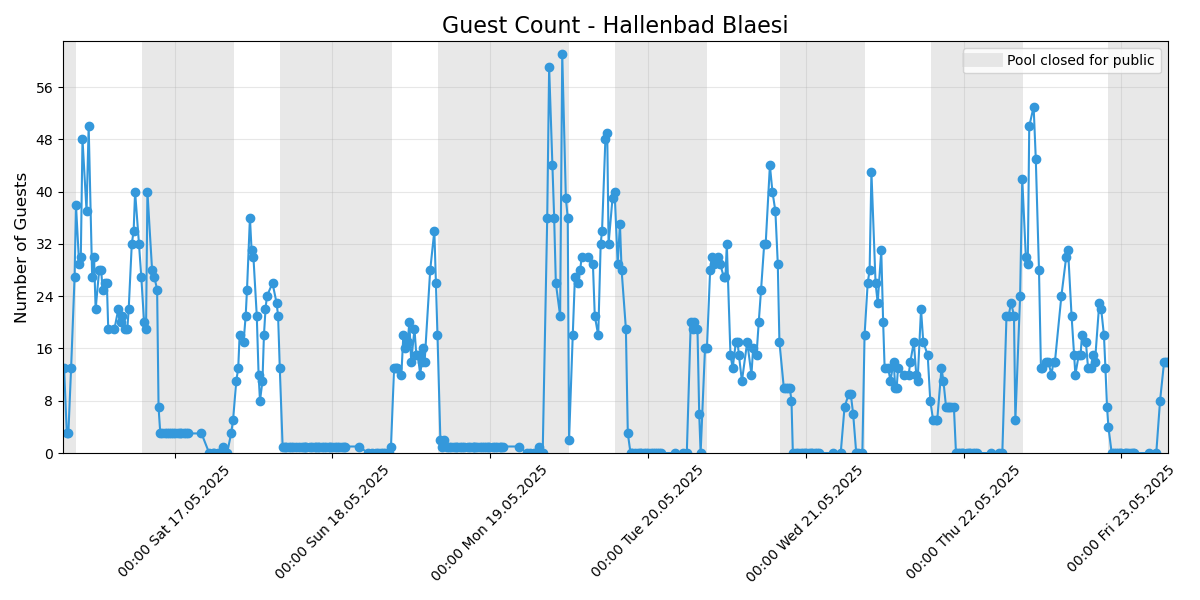 Guest Count - Hallenbad Blaesi
Pool closed for public
Number of Guests
56
48
40
32
24
16
8
0
00:00 Sat 17.05.2025
00:00 Sun 18.05.2025
00:00 Mon 19.05.2025
00:00 Tue 20.05.2025
00:00 Wed 21.05.2025
00:00 Thu 22.05.2025
00:00 Fri 23.05.2025